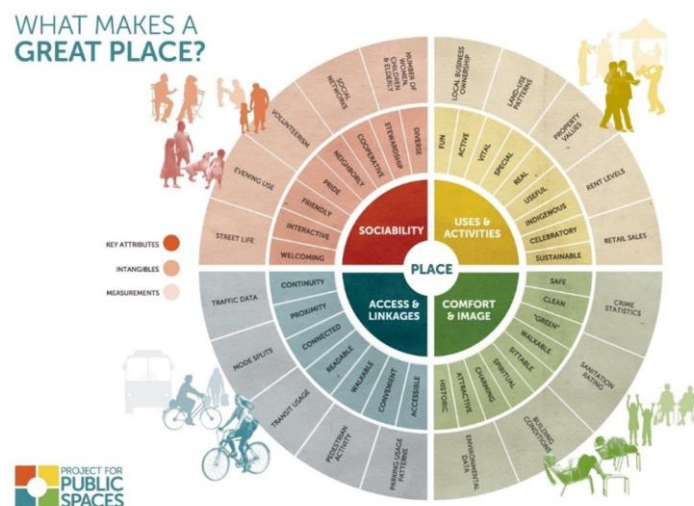 WHAT MAKES A
GREAT PLACE?
KEY ATTRIBUTES
INTANGIBLES
MEASUREMENTS
PLACE
SOCIABILITY
WELCOMING
INTERACTIVE
FRIENDLY
PRIDE
NEIGHBORLY
COOPERATIVE
STEWARDSHIP
DIVERSE
STREET LIFE
EVENING USE
VOLUNTEERISM
SOCIAL
NETWORKS
NUMBER OF
WOMEN,
CHILDREN
& ELDERLY
USES &
ACTIVITIES
FUN
ACTIVE
VITAL
SPECIAL
REAL
USEFUL
INDIGENOUS
CELEBRATORY
SUSTAINABLE
LOCAL BUSINESS
OWNERSHIP
LAND-USE
PATTERNS
PROPERTY
VALUES
RENT LEVELS
RETAIL SALES
COMFORT
& IMAGE
SAFE
CLEAN
"GREEN"
WALKABLE
SITTABLE
SPIRITUAL
CHARMING
ATTRACTIVE
HISTORIC
CRIME
STATISTICS
SANITATION
RATING
BUILDING
CONDITIONS
ENVIRONMENTAL
DATA
ACCESS &
LINKAGES
CONTINUITY
PROXIMITY
CONNECTED
READABLE
WALKABLE
CONVENIENT
ACCESSIBLE
TRAFFIC DATA
MODE SPLITS
TRANSIT USAGE
PEDESTRIAN
ACTIVITY
PARKING USAGE
PATTERNS
PROJECT FOR
PUBLIC
SPACES